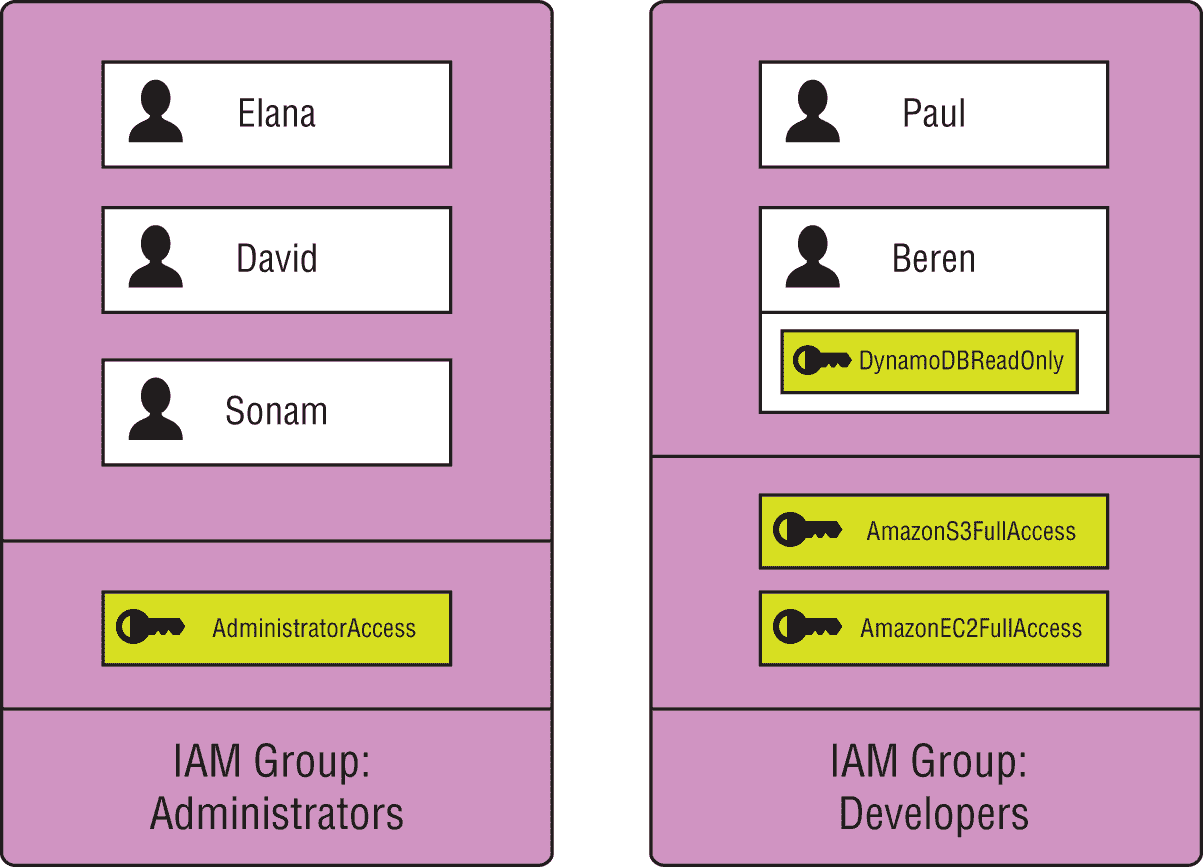 Elana
David
Sonam
AdministratorAccess
IAM Group:
Administrators
Paul
Beren
DynamoDBReadOnly
AmazonS3FullAccess
AmazonEC2FullAccess
IAM Group:
Developers